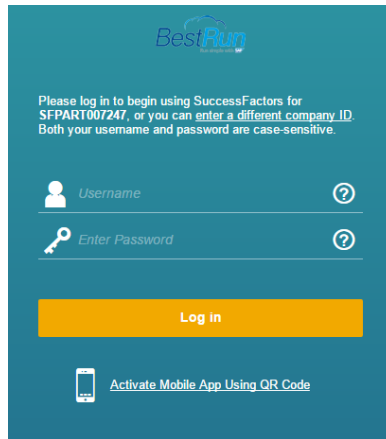 BestRun
Please log in to begin using SuccessFactors for
SFPART007247, or you can enter a different company ID.
Both your username and password are case-sensitive.
Username
?
Enter Password
?
Log in
Activate Mobile App Using QR Code